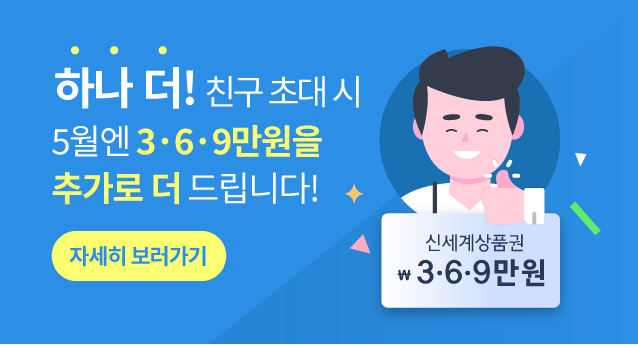 하나 더! 친구 초대 시
5월엔 3·6·9만원을
추가로 더 드립니다!
자세히 보러가기
신세계상품권
₩ 3·6·9만원